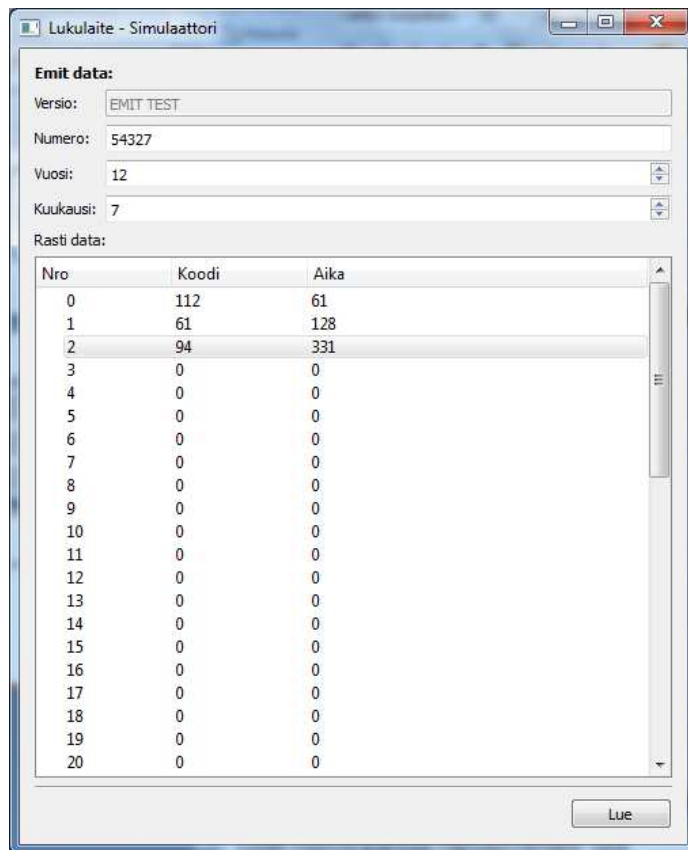 Lukulaite - Simulaattori
Emit data:
Versio: EMIT TEST
Numero: 54327
Vuosi: 12
Kuukausi: 7
Rasti data:
Nro Koodi Aika
0 112 61
1 61 128
2 94 331
3 0 0
4 0 0
5 0 0
6 0 0
7 0 0
8 0 0
9 0 0
10 0 0
11 0 0
12 0 0
13 0 0
14 0 0
15 0 0
16 0 0
17 0 0
18 0 0
19 0 0
20 0 0
Lue